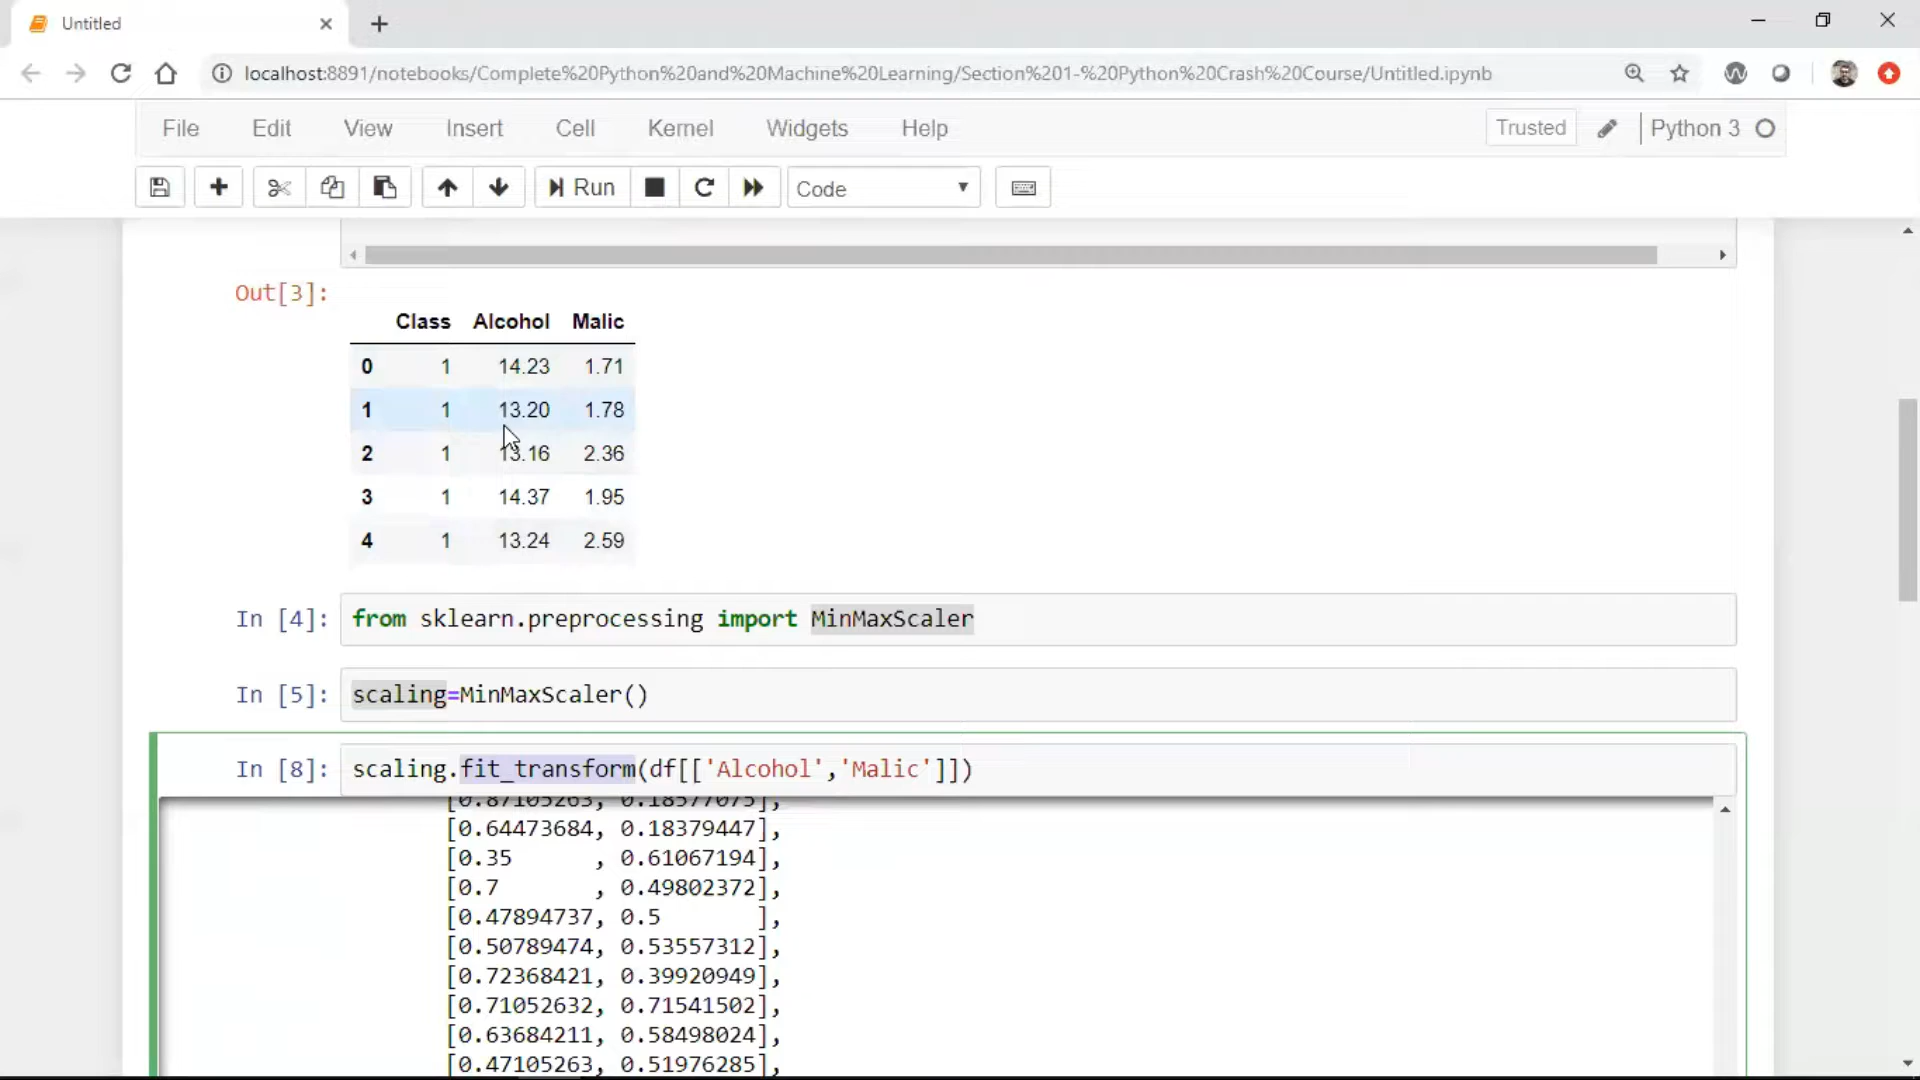 Untitled
localhost:8891/notebooks/Complete%20Python%20and%20Machine%20Learning/Section%201-%20Python%20Crash%20Course/Untitled.ipynb
File Edit View Insert Cell Kernel Widgets Help Trusted Python 3
Run Code
Out[3]:
Class Alcohol Malic
0 1 14.23 1.71
1 1 13.20 1.78
2 1 13.16 2.36
3 1 14.37 1.95
4 1 13.24 2.59
In [4]: from sklearn.preprocessing import MinMaxScaler
In [5]: scaling=MinMaxScaler()
In [8]: scaling.fit_transform(df[['Alcohol','Malic']])
[0.87105263, 0.18577075],
[0.64473684, 0.18379447],
[0.35 , 0.61067194],
[0.7 , 0.49802372],
[0.47894737, 0.5 ],
[0.50789474, 0.53557312],
[0.72368421, 0.39920949],
[0.71052632, 0.71541502],
[0.63684211, 0.58498024],
[0.47105263, 0.51976285],